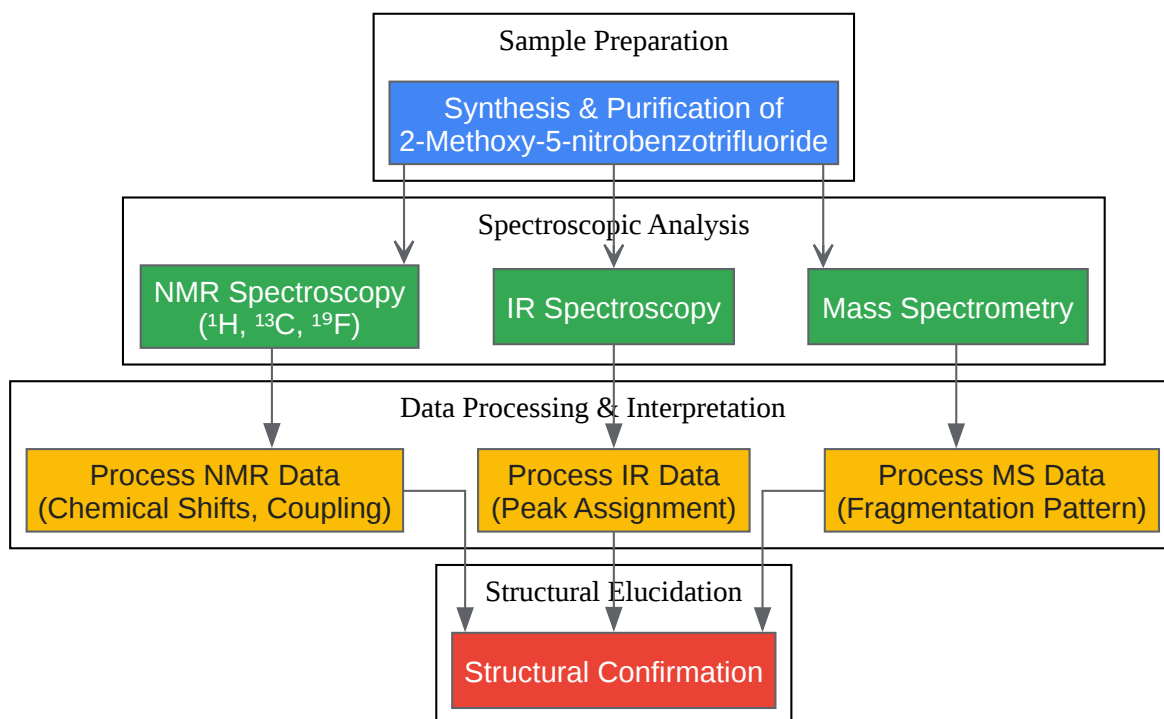 Sample Preparation
Synthesis & Purification of
2-Methoxy-5-nitrobenzotrifluoride
Spectroscopic Analysis
NMR Spectroscopy
(¹H, ¹³C, ¹⁹F)
IR Spectroscopy
Mass Spectrometry
Data Processing & Interpretation
Process NMR Data
(Chemical Shifts, Coupling)
Process IR Data
(Peak Assignment)
Process MS Data
(Fragmentation Pattern)
Structural Elucidation
Structural Confirmation